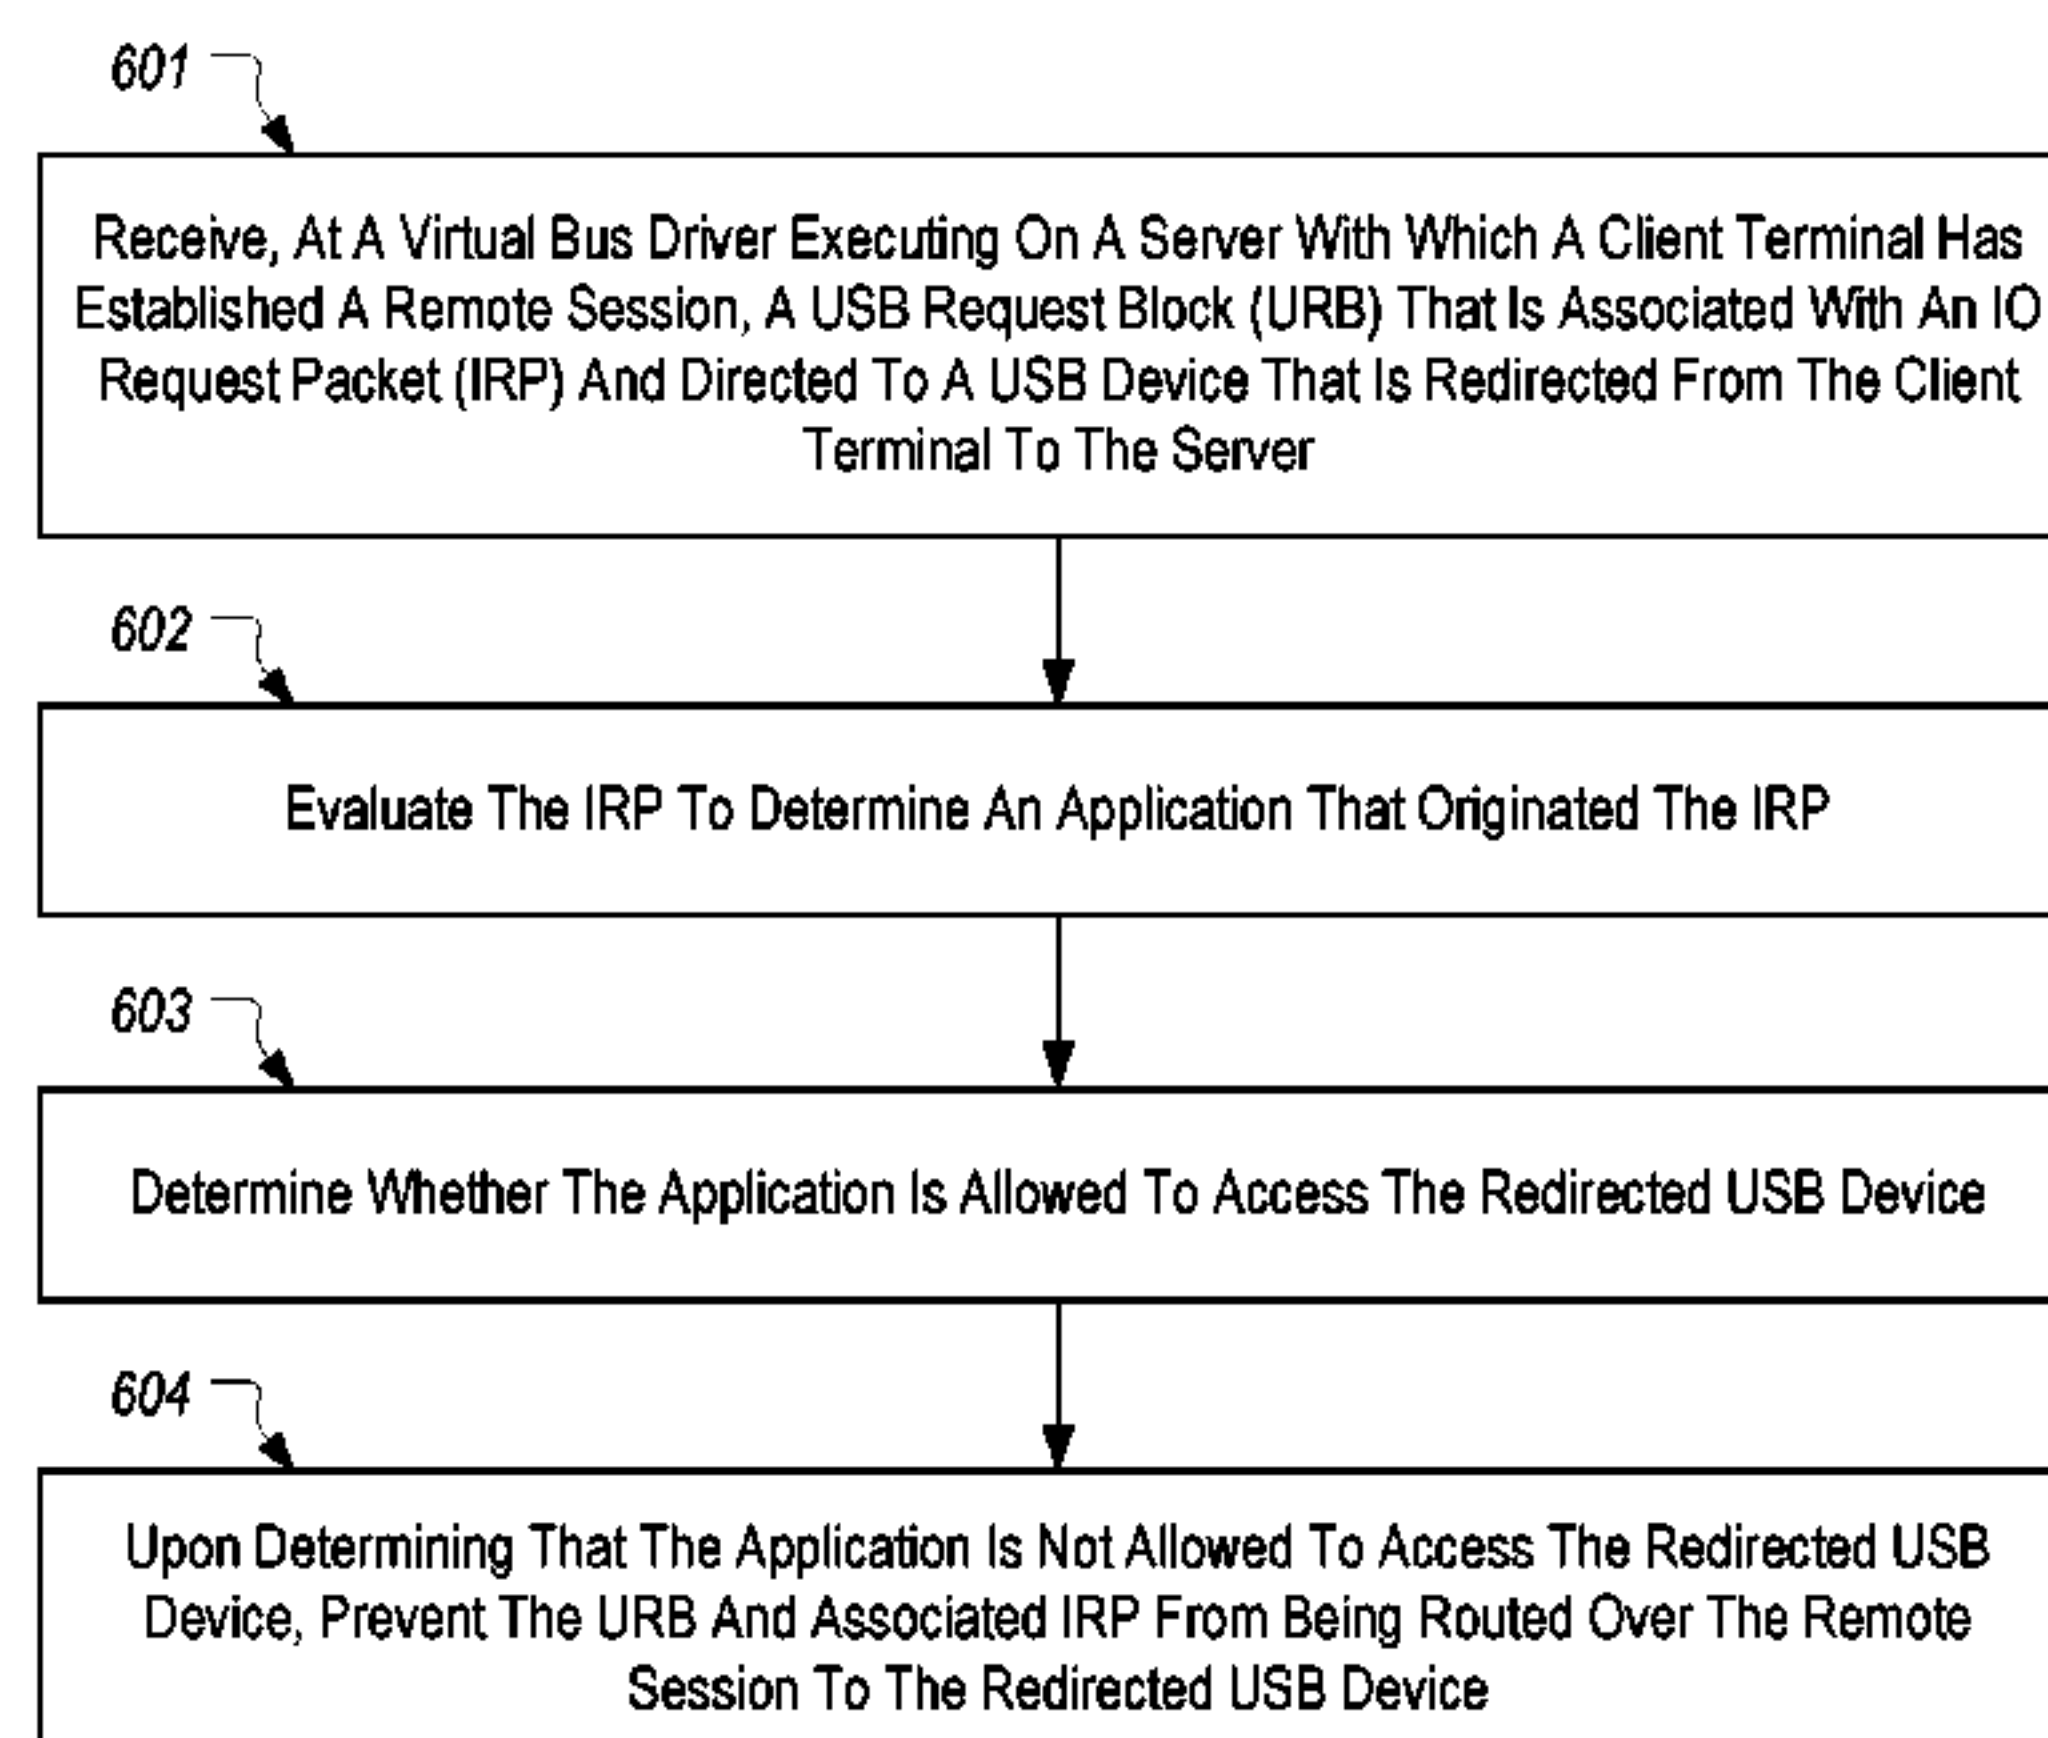 601
Receive, At A Virtual Bus Driver Executing On A Server With Which A Client Terminal Has
Established A Remote Session, A USB Request Block (URB) That Is Associated With An IO
Request Packet (IRP) And Directed To A USB Device That Is Redirected From The Client
Terminal To The Server
602
Evaluate The IRP To Determine An Application That Originated The IRP
603
Determine Whether The Application Is Allowed To Access The Redirected USB Device
604
Upon Determining That The Application Is Not Allowed To Access The Redirected USB
Device, Prevent The URB And Associated IRP From Being Routed Over The Remote
Session To The Redirected USB Device